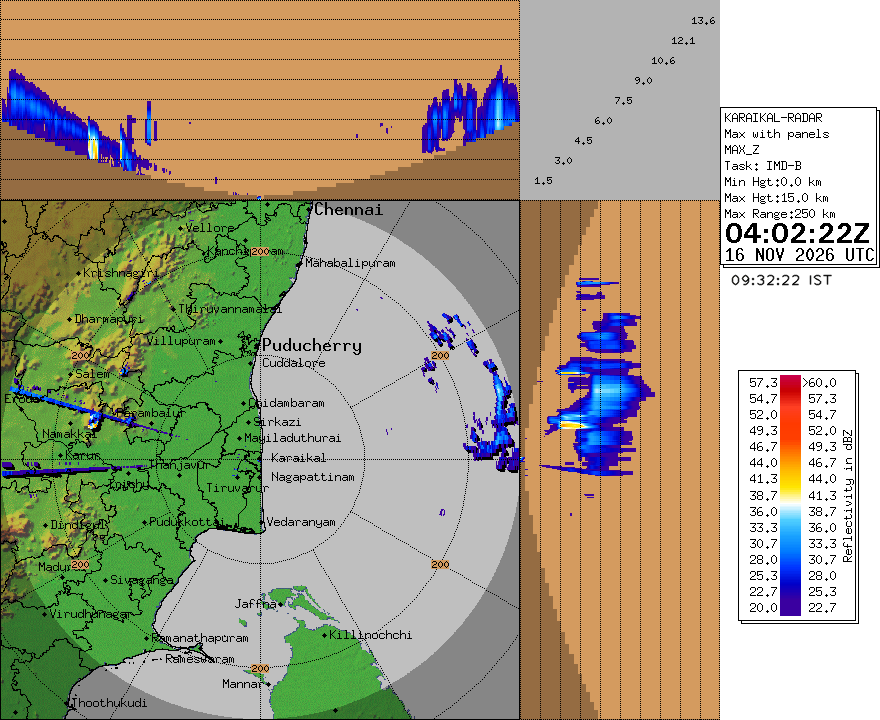 13.6
12.1
10.6
9.0
7.5
6.0
4.5
3.0
1.5
KARAIKAL-RADAR
Max with panels
MAX_Z
Task: IMD-B
Min Hgt:0.0 km
Max Hgt:15.0 km
Max Range:250 km
04:02:22Z
16 NOV 2026 UTC
09:32:22 IST
Chennai
Vellore
200
Mahabalipuram
Krishnagiri
Thiruvannamalai
Dharmapuri
Villupuram
Puducherry
200
200
Cuddalore
Salem
Chidambaram
Perambalur
Sirkazi
Namakkal
Mayiladuthurai
Karur
Karaikal
Thanjavur
Nagapattinam
Tiruvarur
Dindigul
Pudukkottai
Vedaranyam
200
200
Sivaganga
Jaffna
Virudhunagar
Killinochchi
Ramanathapuram
Rameswaram
200
Mannar
Thoothukudi
57.3 >60.0
54.7 57.3
52.0 54.7
49.3 52.0
46.7 49.3
44.0 46.7
41.3 44.0
38.7 41.3
36.0 38.7
33.3 36.0
30.7 33.3
28.0 30.7
25.3 28.0
22.7 25.3
20.0 22.7
Reflectivity in dBZ